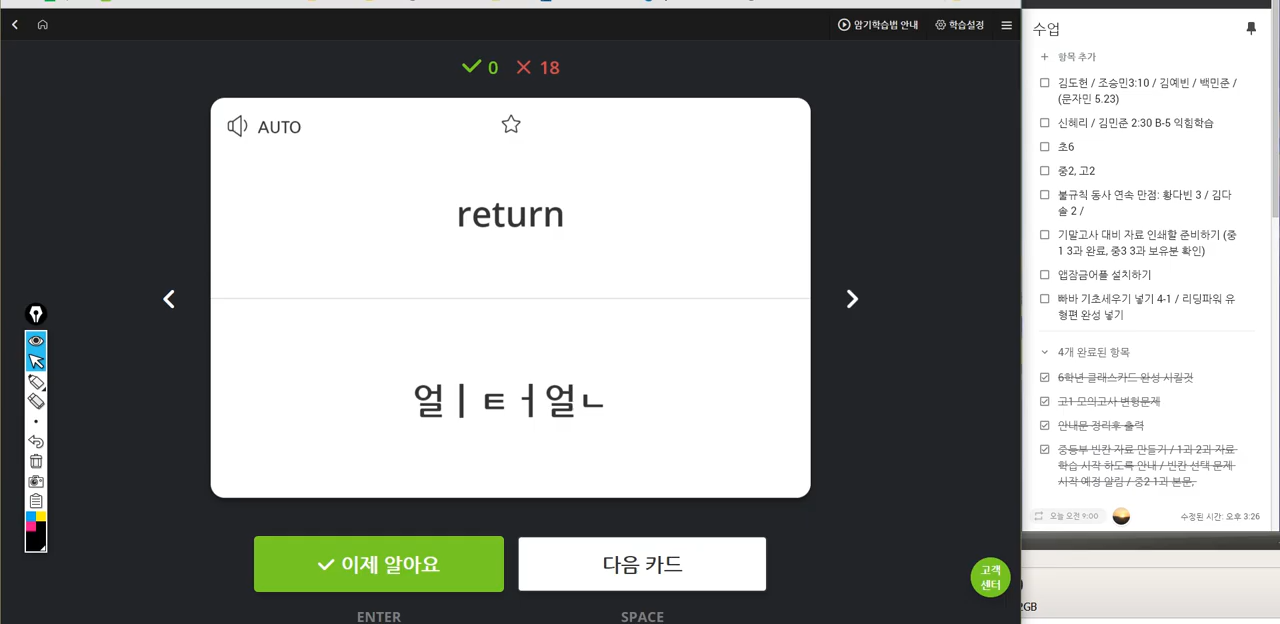 암기학습법 안내
학습설정
0
18
AUTO
return
얼ㅣㅌㅓ얼ㄴ
이제 알아요
다음 카드
ENTER
SPACE
고객
센터
수업
항목 추가
김도헌 / 조승민3:10 / 김예빈 / 백민준 /
(문자민 5.23)
신혜리 / 김민준 2:30 B-5 익힘학습
초6
중2, 고2
불규칙 동사 연속 만점: 황다빈 3 / 김다
솔 2 /
기말고사 대비 자료 인쇄할 준비하기 (중
1 3과 완료, 중3 3과 보유분 확인)
앱잠금어플 설치하기
빠바 기초세우기 넣기 4-1 / 리딩파워 유
형편 완성 넣기
4개 완료된 항목
6학년 클래스카드 완성 시킬것
고1 모의고사 변형문제
안내문 정리후 출력
중등부 빈칸 자료 만들기 / 1과 2과 자료
학습 시작 하도록 안내 / 빈칸 선택 문제
시작 예정 알림 / 중2 1과 본문,
오늘 오전 9:00
수정된 시간: 오후 3:26